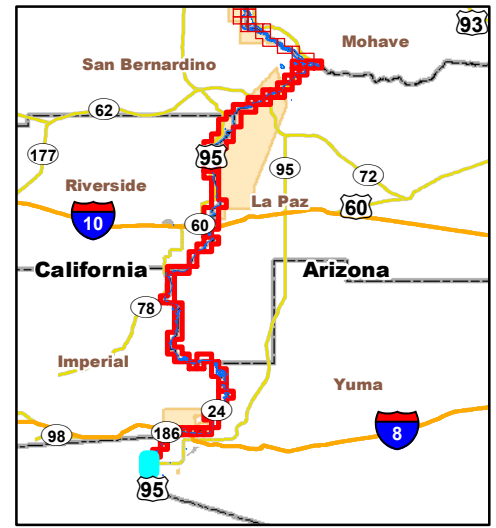 93
Mohave
San Bernardino
62
177
95
95
72
Riverside
La Paz
60
10
60
California
Arizona
78
Imperial
Yuma
24
98
186
8
95